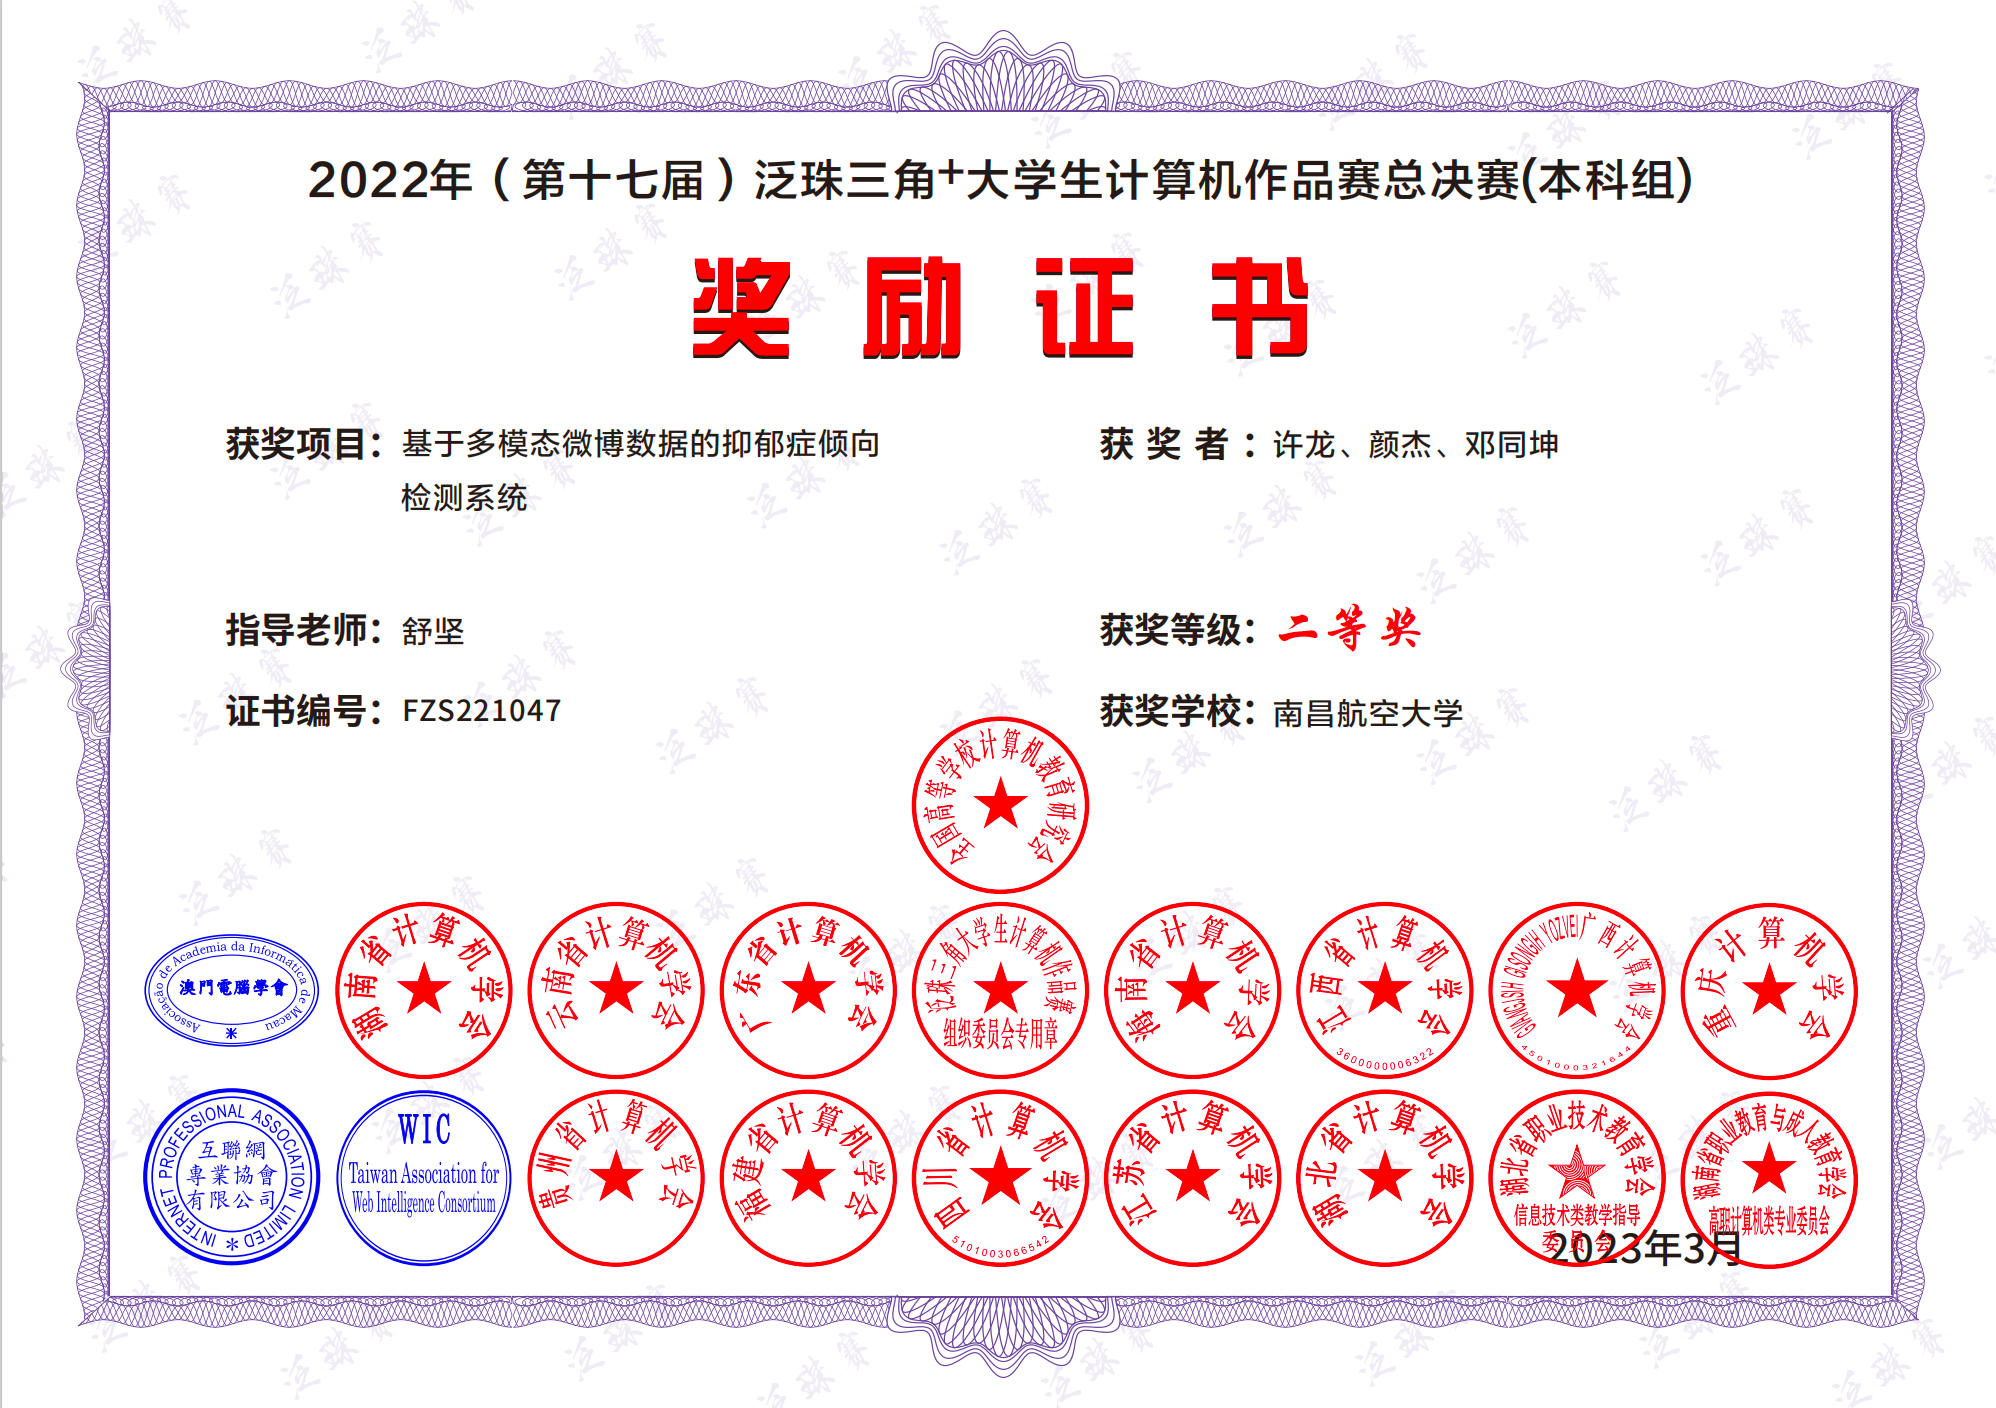 2022年（第十七届）泛珠三角+大学生计算机作品赛总决赛(本科组)
奖励证书
获奖项目：基于多模态微博数据的抑郁症倾向
检测系统
获奖者：许龙、颜杰、邓同坤
指导老师：舒坚
获奖等级：二等奖
证书编号：FZS221047
获奖学校：南昌航空大学
全国高等学校计算机教育研究会
Associação de Academia da Informatica de Macau
澳門電腦學會
湖南省计算机学会
云南省计算机学会
广东省计算机学会
泛珠三角大学生计算机作品赛
组织委员会专用章
海南省计算机学会
江西省计算机学会
3600000006322
GVANGJSIH GISONGSIH YOZVEI广西计算机学会
4501000321644
重庆计算机学会
INTERNET PROFESSIONAL ASSOCIATION LIMITED
互聯網
專業協會
有限公司
WIC
Taiwan Association for
Web Intelligence Consortium
贵州省计算机学会
福建省计算机学会
四川省计算机学会
5101003066542
江苏省计算机学会
湖北省计算机学会
湖北省职业技术教育学会
信息技术类教学指导
委员会
湖南省职业教育与成人教育学会
高职计算机类专业委员会
2023年3月
泛珠赛